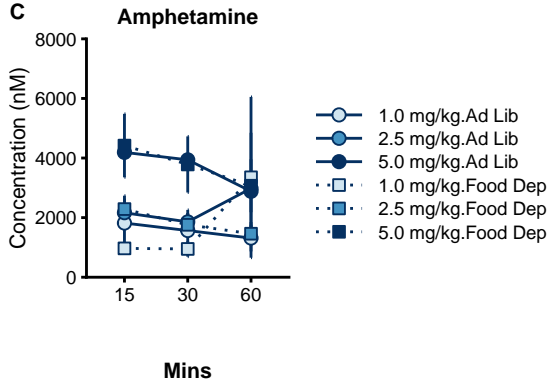 C
Amphetamine
Concentration (nM)
8000
6000
4000
2000
0
15 30 60
Mins
1.0 mg/kg.Ad Lib
2.5 mg/kg.Ad Lib
5.0 mg/kg.Ad Lib
1.0 mg/kg.Food Dep
2.5 mg/kg.Food Dep
5.0 mg/kg.Food Dep